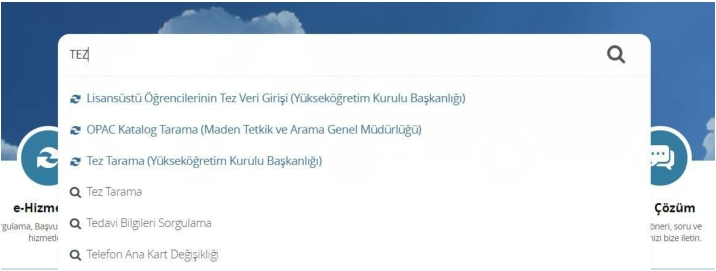 TEZ
Lisansüstü Öğrencilerinin Tez Veri Girişi (Yükseköğretim Kurulu Başkanlığı)
OPAC Katalog Tarama (Maden Tetkik ve Arama Genel Müdürlüğü)
Tez Tarama (Yükseköğretim Kurulu Başkanlığı)
Tez Tarama
Tedavi Bilgileri Sorgulama
Telefon Ana Kart Değişikliği
e-Hizme
rgulama, Başvu
hizmetle
Çözüm
öneri, soru ve
nizi bize iletin.